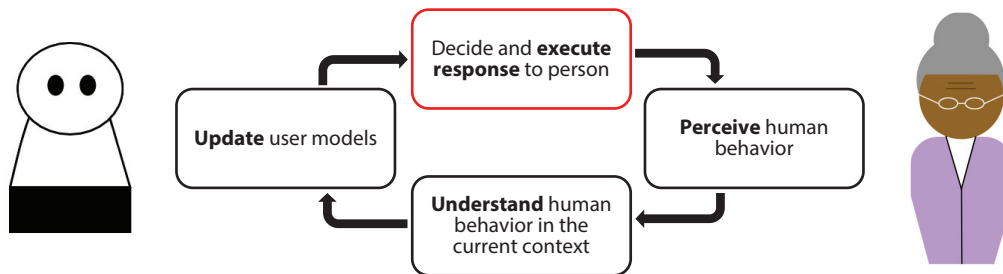 Decide and execute
response to person
Update user models
Perceive human
behavior
Understand human
behavior in the
current context